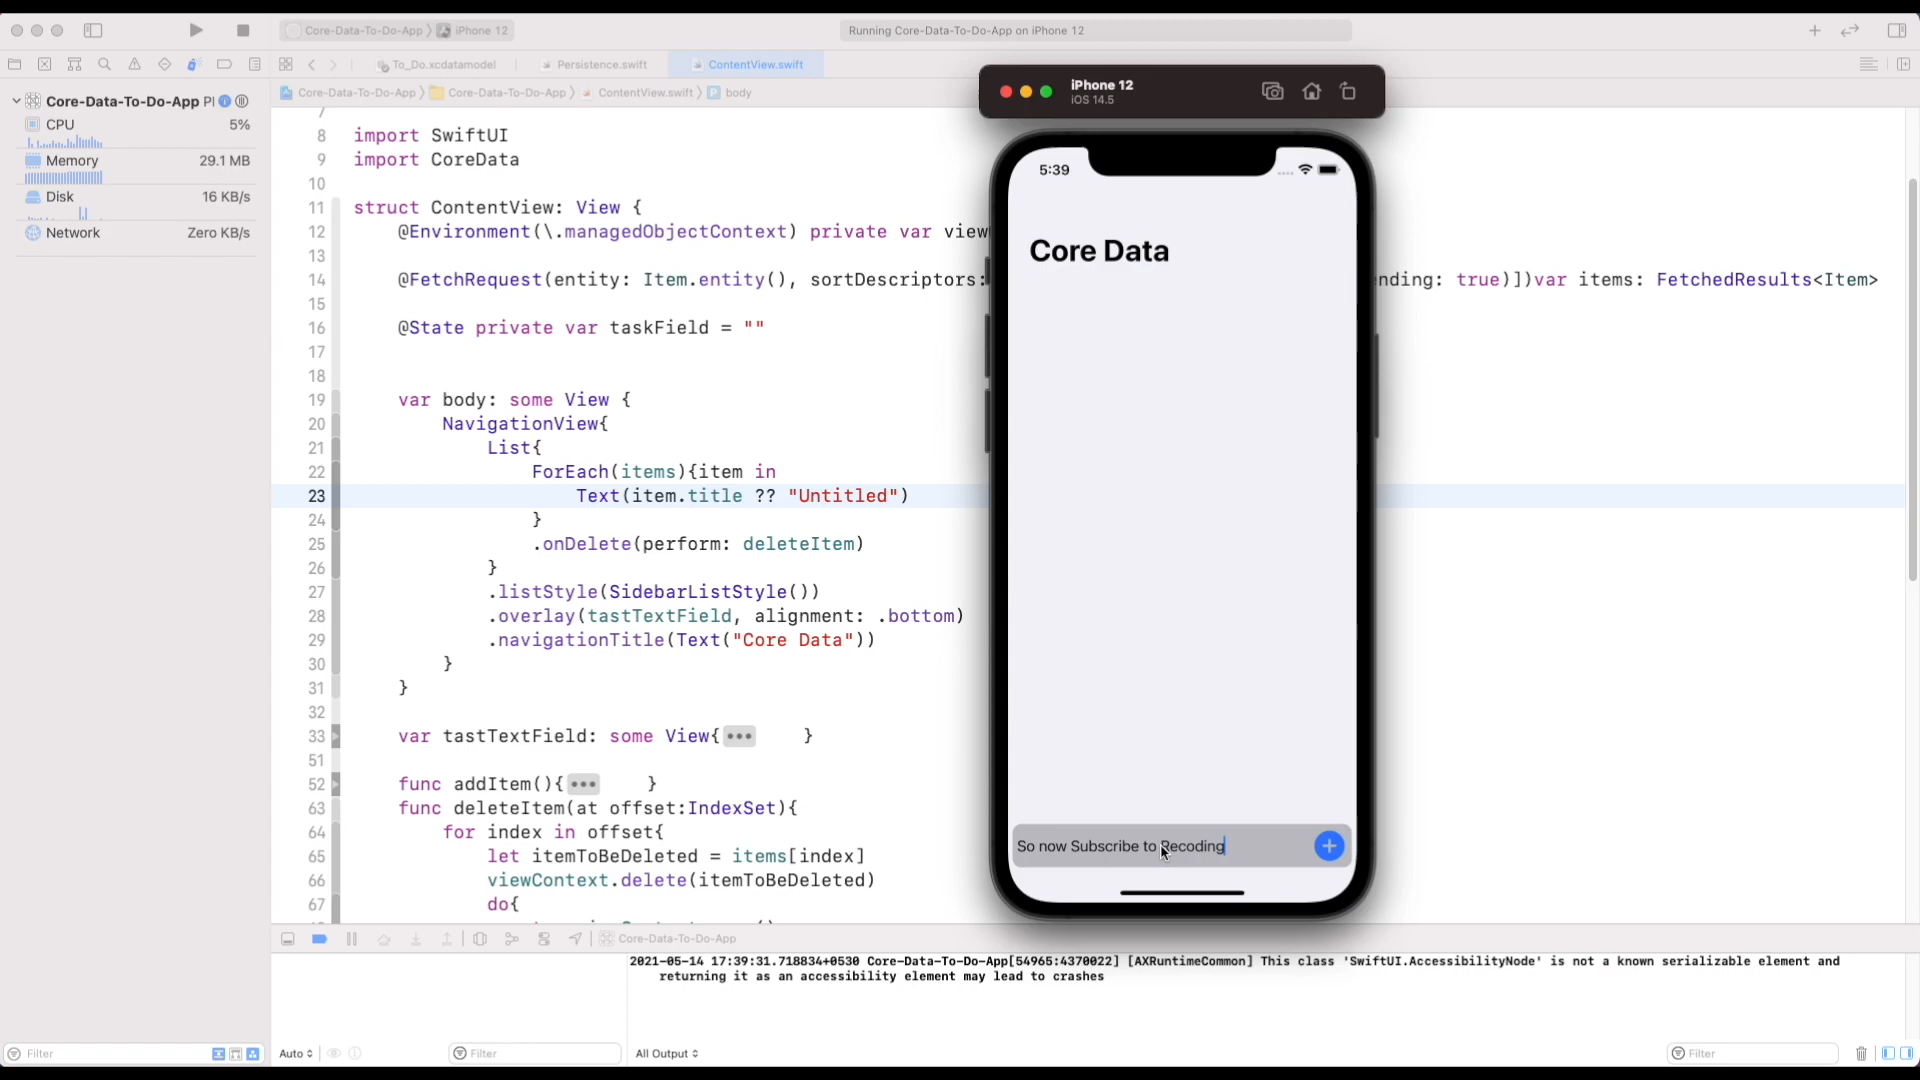 Core-Data-To-Do-App
iPhone 12
Running Core-Data-To-Do-App on iPhone 12
To_Do.xcdatamodel
Persistence.swift
ContentView.swift
Core-Data-To-Do-App
Core-Data-To-Do-App
ContentView.swift
body
Core-Data-To-Do-App PI
CPU
5%
Memory
29.1 MB
Disk
16 KB/s
Network
Zero KB/s
7
8 import SwiftUI
9 import CoreData
10
11 struct ContentView: View {
12 @Environment(\.managedObjectContext) private var view
13
14 @FetchRequest(entity: Item.entity(), sortDescriptors: nding: true)])var items: FetchedResults<Item>
15
16 @State private var taskField = ""
17
18
19 var body: some View {
20 NavigationView{
21 List{
22 ForEach(items){item in
23 Text(item.title ?? "Untitled")
24 }
25 .onDelete(perform: deleteItem)
26 }
27 .listStyle(SidebarListStyle())
28 .overlay(tastTextField, alignment: .bottom)
29 .navigationTitle(Text("Core Data"))
30 }
31 }
32
33 var tastTextField: some View{••• }
51
52 func addItem(){••• }
63 func deleteItem(at offset:IndexSet){
64 for index in offset{
65 let itemToBeDeleted = items[index]
66 viewContext.delete(itemToBeDeleted)
67 do{
iPhone 12
iOS 14.5
5:39
Core Data
So now Subscribe to Recoding
Core-Data-To-Do-App
2021-05-14 17:39:31.718834+0530 Core-Data-To-Do-App[54965:4370022] [AXRuntimeCommon] This class 'SwiftUI.AccessibilityNode' is not a known serializable element and
returning it as an accessibility element may lead to crashes
Filter
Auto
Filter
All Output
Filter